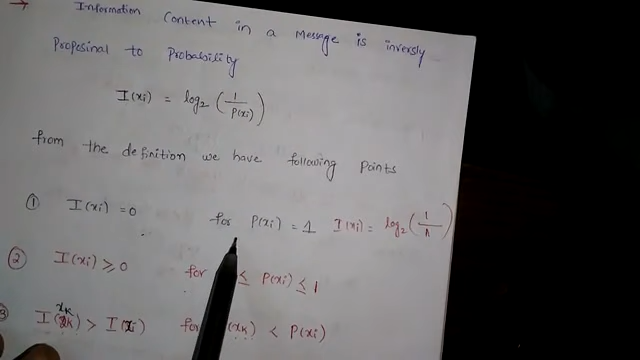 → Information Content in a Message is inversly
Propesinal to Probability
I(xi) = log₂ (1/P(xi))
from the definition we have following points
① I(xi) = 0 for P(xi) = 1 I(xi) = log₂ (1/1)
② I(xi) ≥ 0 for ≤ P(xi) ≤ 1
③ I(xk) > I(xi) for (xk) < P(xi)